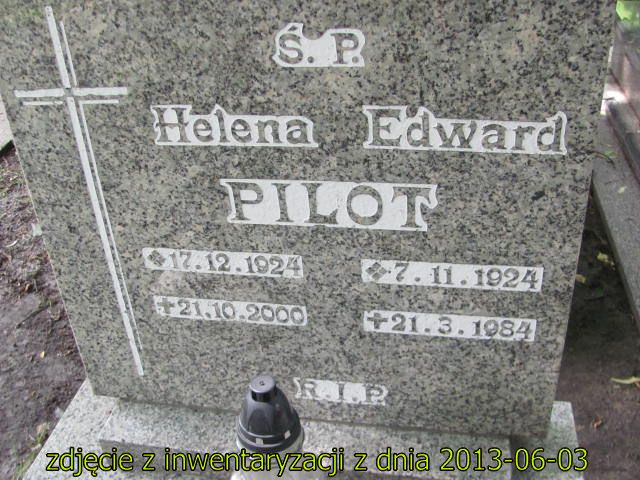 Ś. P.
Helena Edward
PILOT
17.12.1924 7.11.1924
+21.10.2000 +21.3.1984
R.I.P.
zdjęcie z inwentaryzacji z dnia 2013-06-03